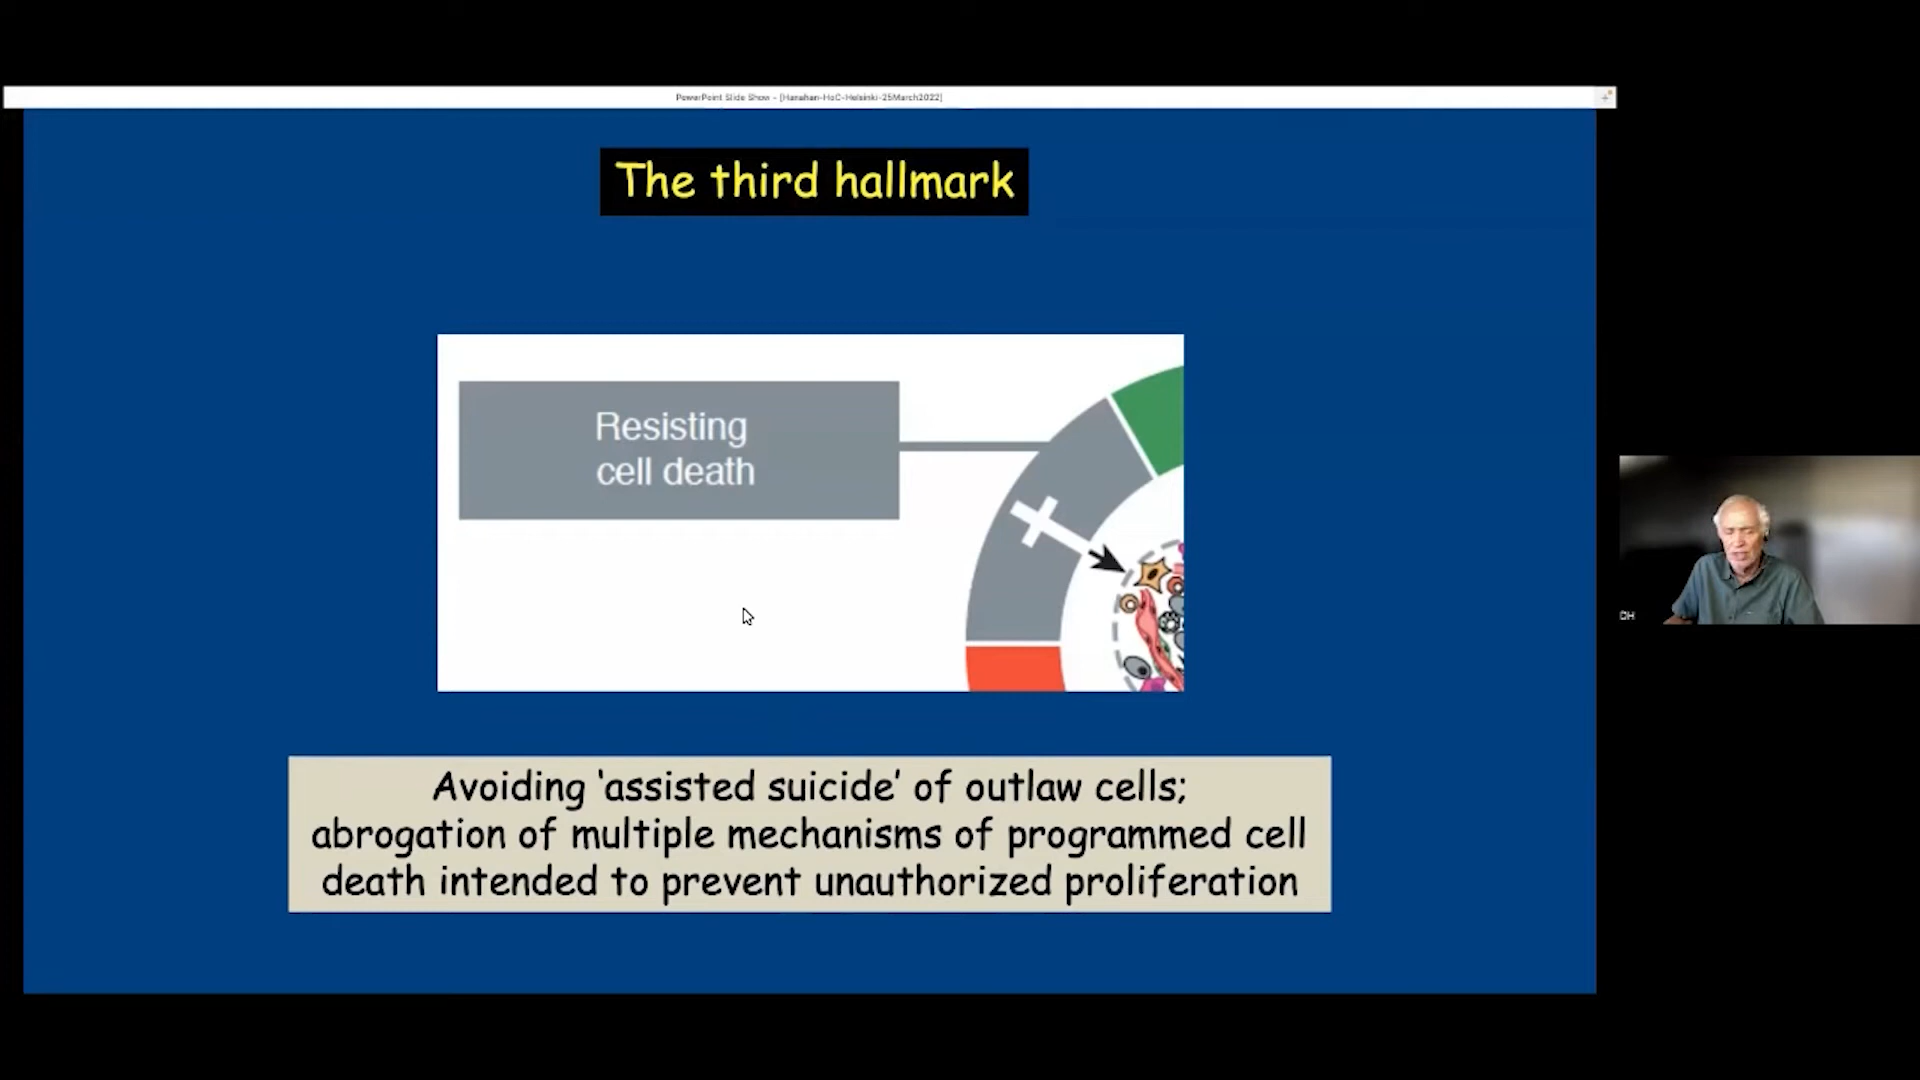 PowerPoint Slide Show - [Hanahan-HoC-Helsinki-25March2022]
The third hallmark
Resisting
cell death
DH
Avoiding ‘assisted suicide’ of outlaw cells;
abrogation of multiple mechanisms of programmed cell
death intended to prevent unauthorized proliferation